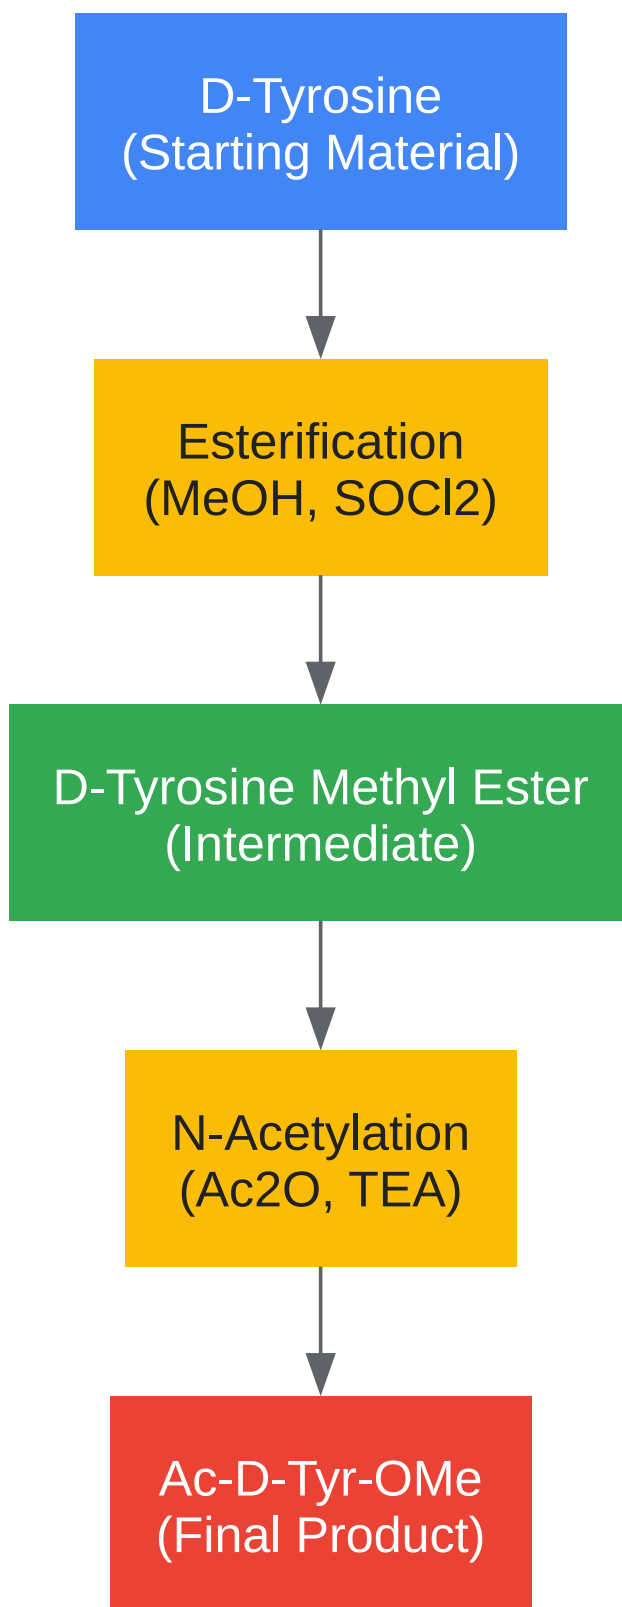 D-Tyrosine
(Starting Material)
Esterification
(MeOH, SOCl2)
D-Tyrosine Methyl Ester
(Intermediate)
N-Acetylation
(Ac2O, TEA)
Ac-D-Tyr-OMe
(Final Product)